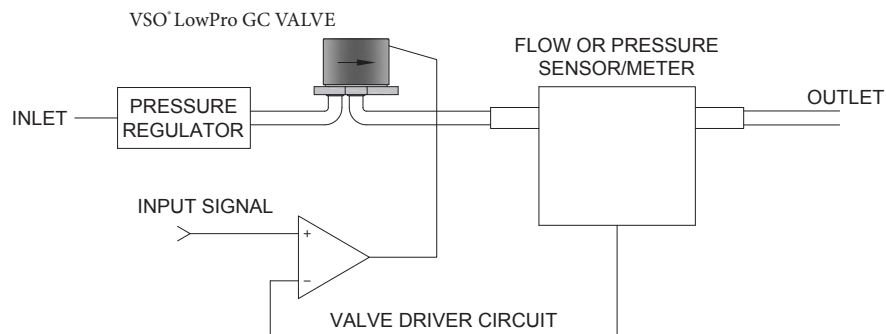 VSO® LowPro GC VALVE
FLOW OR PRESSURE
SENSOR/METER
OUTLET
INLET
PRESSURE
REGULATOR
INPUT SIGNAL
+
−
VALVE DRIVER CIRCUIT